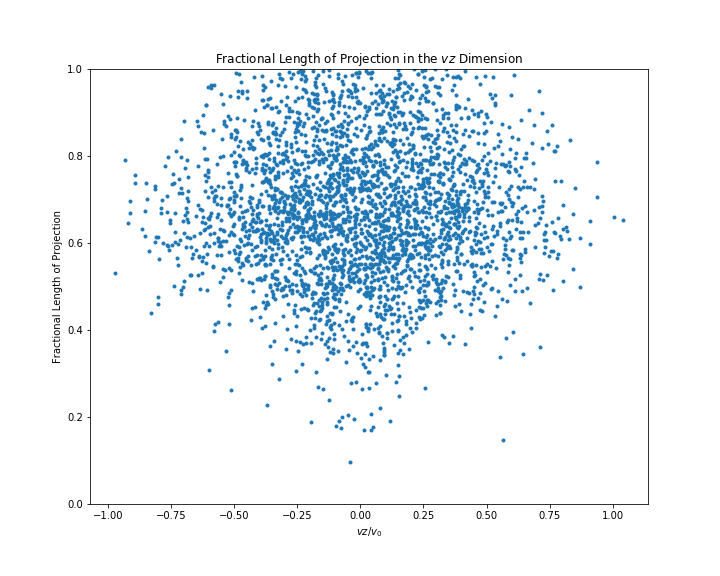 Fractional Length of Projection in the vz Dimension
1.0
0.8
0.6
0.4
0.2
0.0
Fractional Length of Projection
−1.00 −0.75 −0.50 −0.25 0.00 0.25 0.50 0.75 1.00
vz/v₀